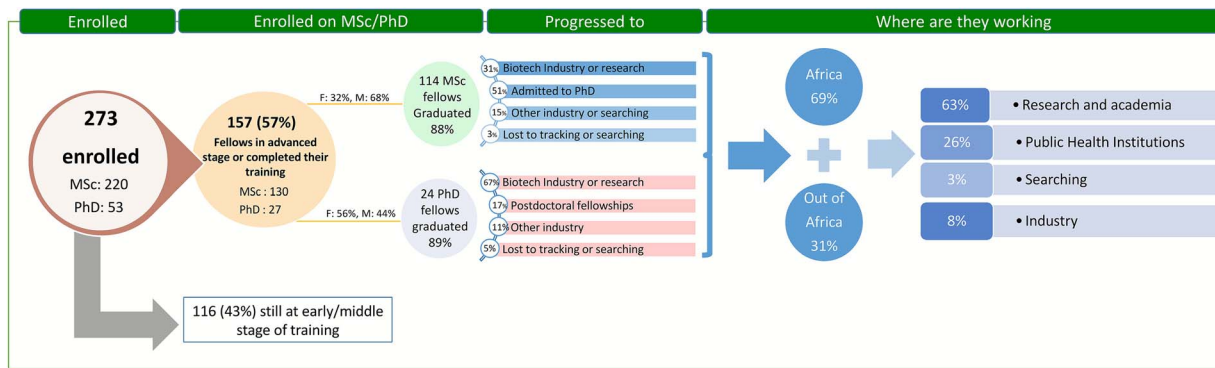 Enrolled
Enrolled on MSc/PhD
Progressed to
Where are they working
273
enrolled
MSc: 220
PhD: 53
157 (57%)
Fellows in advanced
stage or completed their
training
MSc : 130
PhD : 27
116 (43%) still at early/middle
stage of training
F: 32%, M: 68%
114 MSc
fellows
Graduated
88%
F: 56%, M: 44%
24 PhD
fellows
graduated
89%
31% Biotech Industry or research
51% Admitted to PhD
15% Other industry or searching
3% Lost to tracking or searching
67% Biotech Industry or research
17% Postdoctoral fellowships
11% Other industry
5% Lost to tracking or searching
Africa
69%
Out of
Africa
31%
63% • Research and academia
26% • Public Health Institutions
3% • Searching
8% • Industry